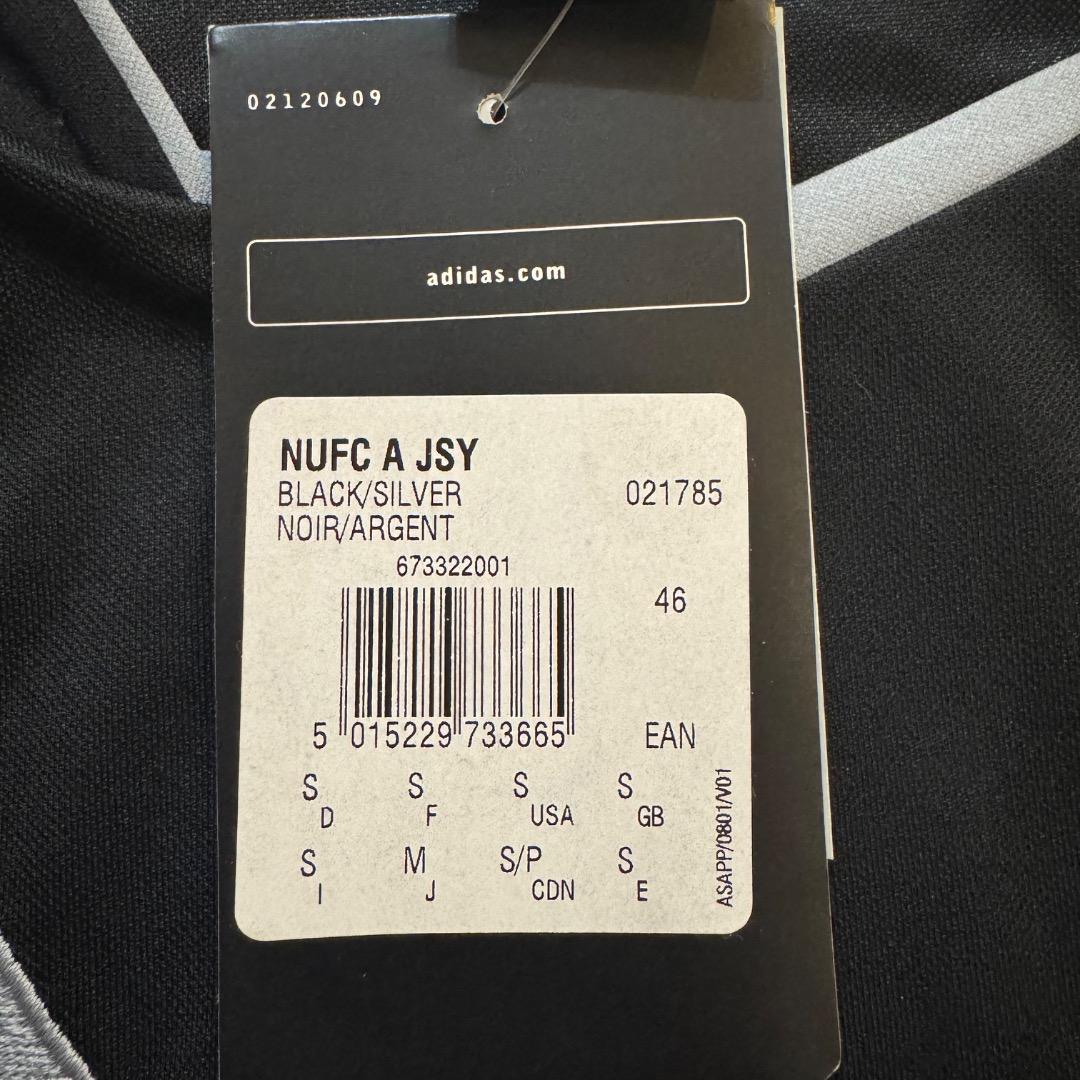 02120609
adidas.com
NUFC A JSY
BLACK/SILVER 021785
NOIR/ARGENT
673322001
46
5 015229 733665 EAN
S D S F S USA S GB
S I M J S/P CDN S E
ASAPP/0801/V01